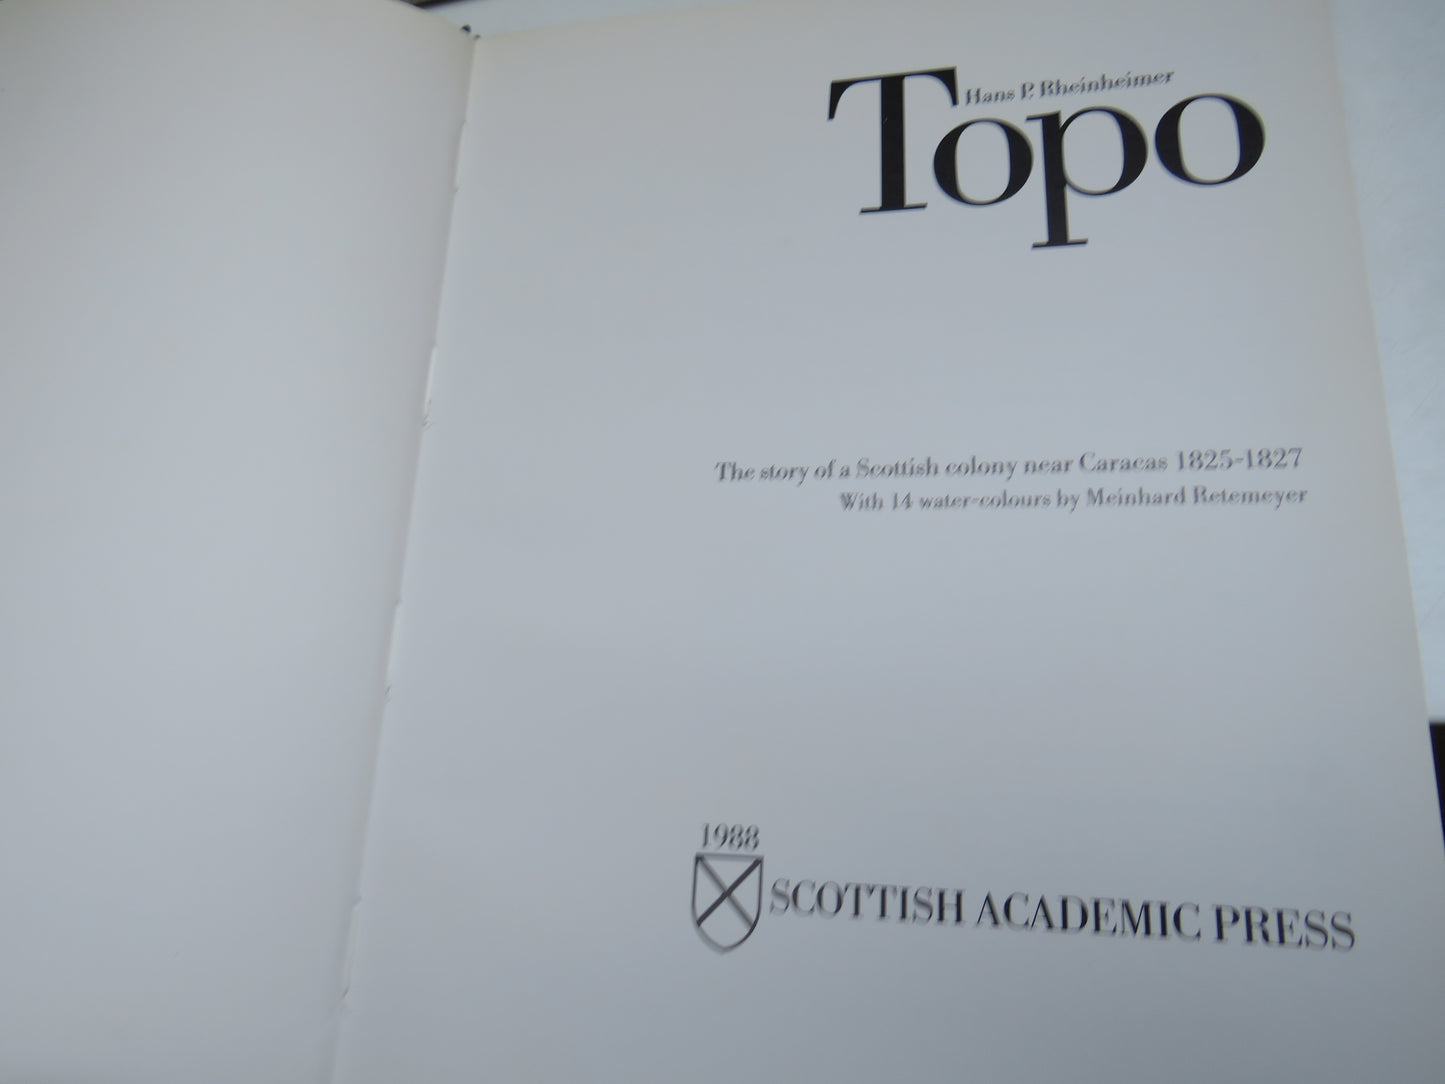 Hans P. Rheinheimer
Topo
The story of a Scottish colony near Caracas 1825-1827
With 14 water-colours by Meinhard Retemeyer
1988
SCOTTISH ACADEMIC PRESS